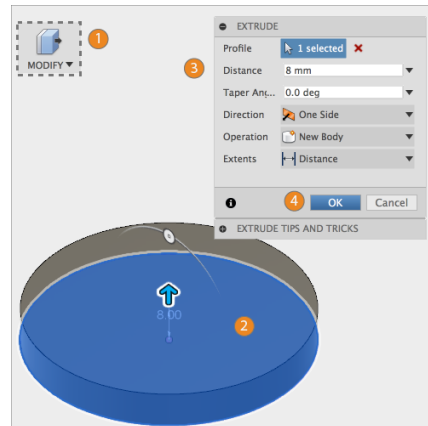 MODIFY
1
EXTRUDE
Profile 1 selected
3
Distance 8 mm
Taper Ang... 0.0 deg
Direction One Side
Operation New Body
Extents Distance
4 OK Cancel
EXTRUDE TIPS AND TRICKS
8.00
2